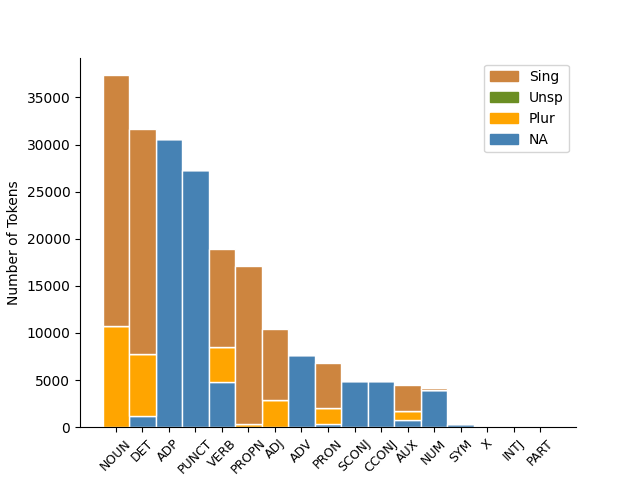 Number of Tokens
35000
30000
25000
20000
15000
10000
5000
0
Sing
Unsp
Plur
NA
NOUN
DET
ADP
PUNCT
VERB
PROPN
ADJ
ADV
PRON
SCONJ
CCONJ
AUX
NUM
SYM
X
INTJ
PART